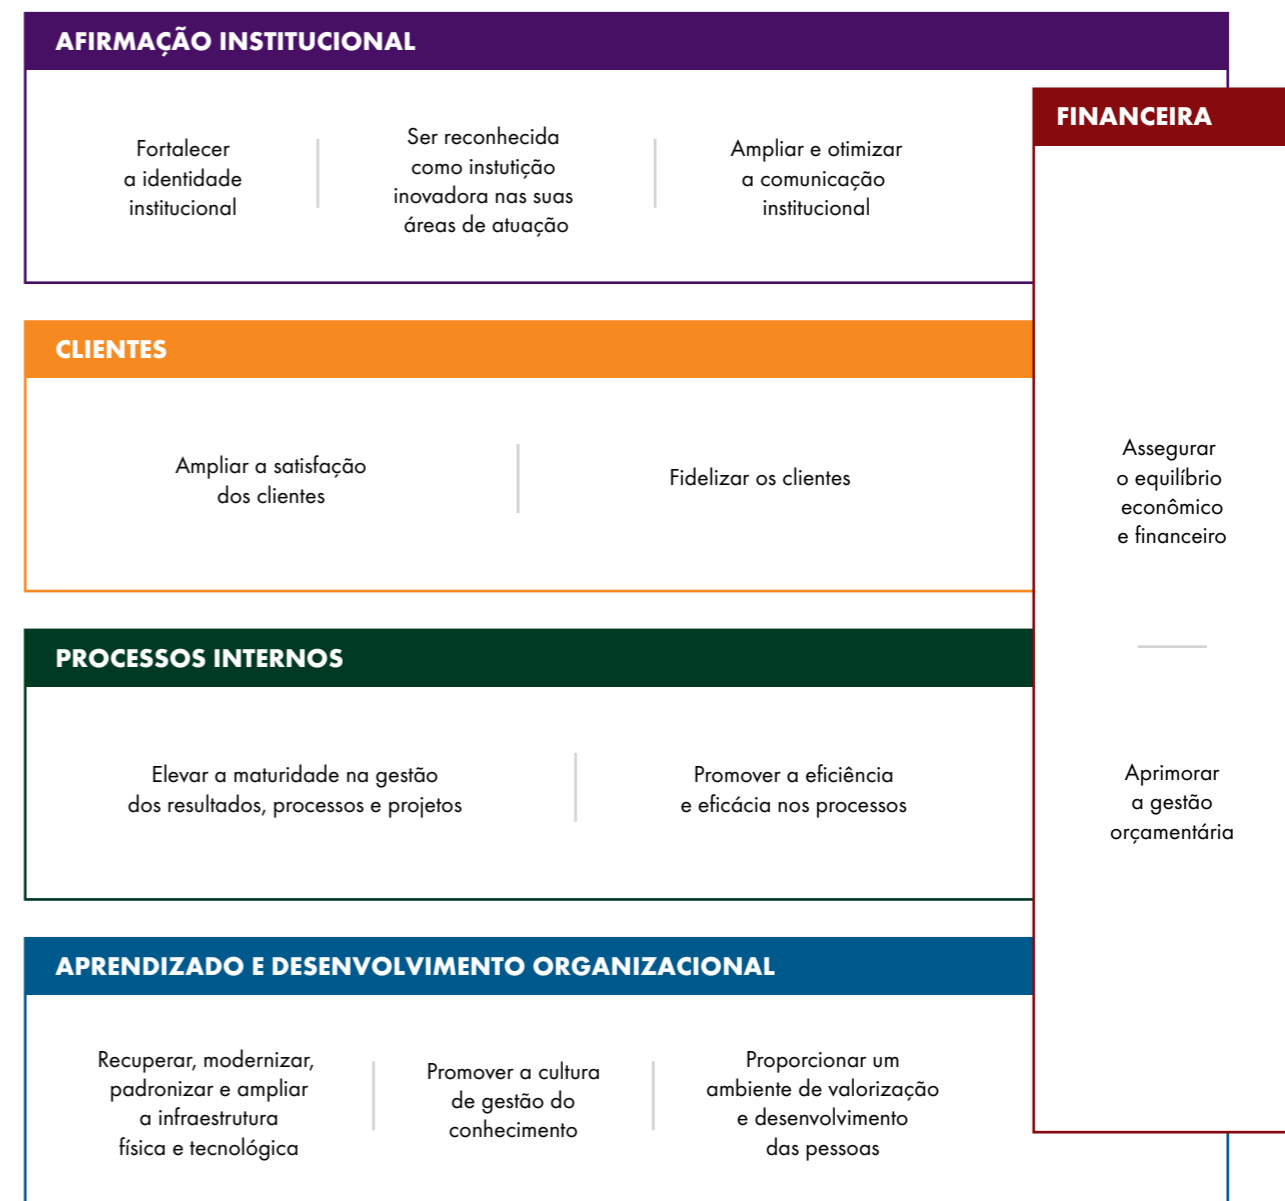 AFIRMAÇÃO INSTITUCIONAL
Fortalecer
a identidade
institucional
Ser reconhecida
como instutição
inovadora nas suas
áreas de atuação
Ampliar e otimizar
a comunicação
institucional
CLIENTES
Ampliar a satisfação
dos clientes
Fidelizar os clientes
PROCESSOS INTERNOS
Elevar a maturidade na gestão
dos resultados, processos e projetos
Promover a eficiência
e eficácia nos processos
APRENDIZADO E DESENVOLVIMENTO ORGANIZACIONAL
Recuperar, modernizar,
padronizar e ampliar
a infraestrutura
física e tecnológica
Promover a cultura
de gestão do
conhecimento
Proporcionar um
ambiente de valorização
e desenvolvimento
das pessoas
FINANCEIRA
Assegurar
o equilíbrio
econômico
e financeiro
Aprimorar
a gestão
orçamentária